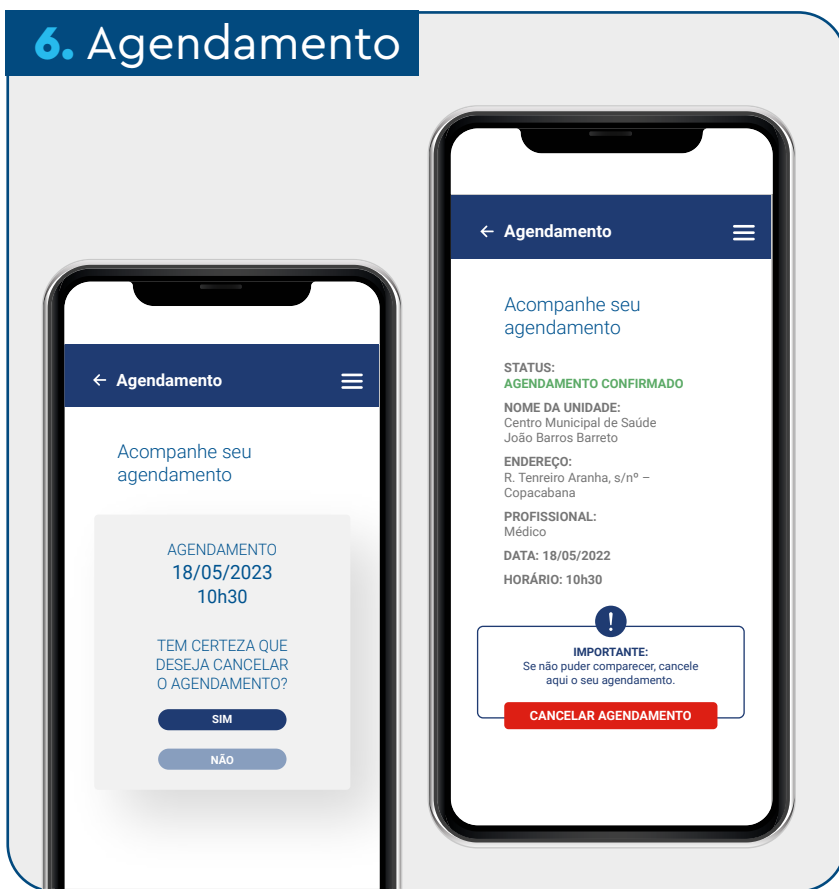 6. Agendamento
Agendamento
Acompanhe seu
agendamento
AGENDAMENTO
18/05/2023
10h30
TEM CERTEZA QUE
DESEJA CANCELAR
O AGENDAMENTO?
SIM
NÃO
Agendamento
Acompanhe seu
agendamento
STATUS:
AGENDAMENTO CONFIRMADO
NOME DA UNIDADE:
Centro Municipal de Saúde
João Barros Barreto
ENDEREÇO:
R. Tenreiro Aranha, s/nº –
Copacabana
PROFISSIONAL:
Médico
DATA: 18/05/2022
HORÁRIO: 10h30
!
IMPORTANTE:
Se não puder comparecer, cancele
aqui o seu agendamento.
CANCELAR AGENDAMENTO